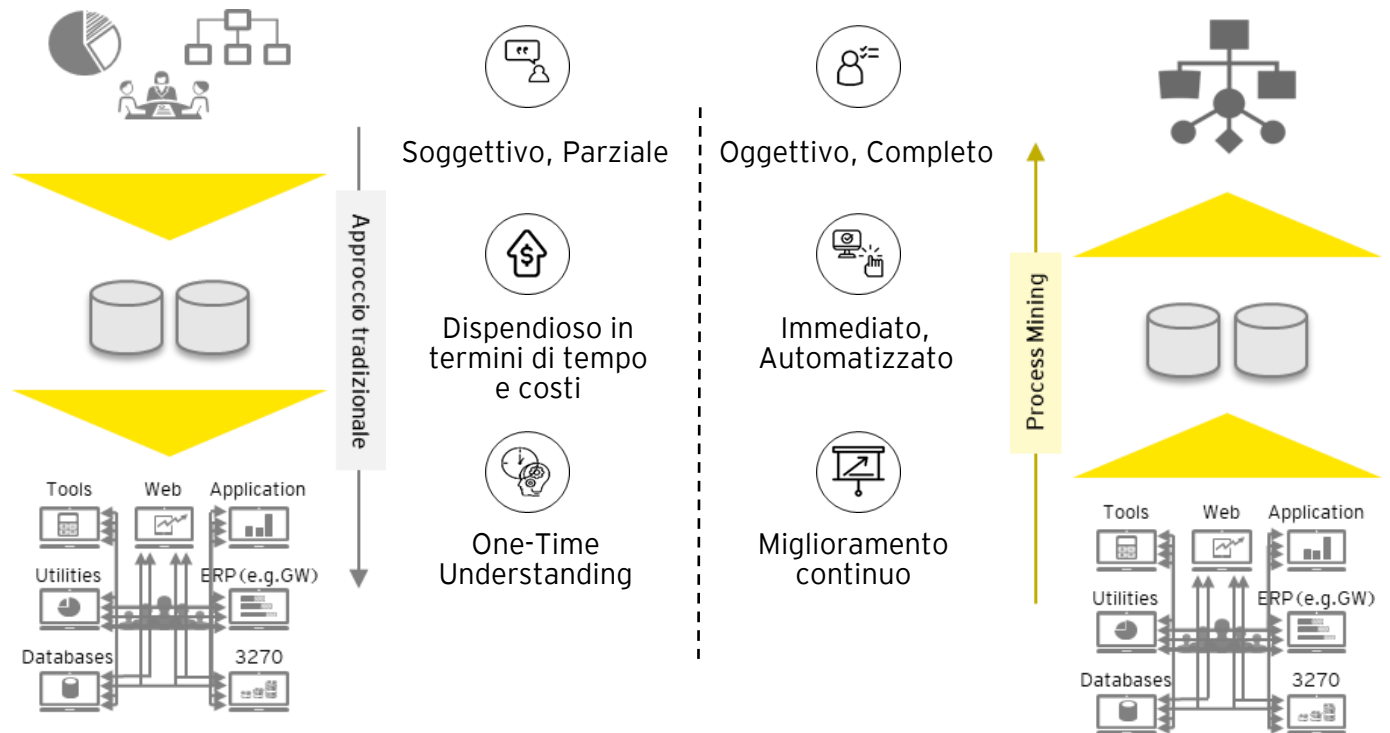 Soggettivo, Parziale
Oggettivo, Completo
Approccio tradizionale
Process Mining
Dispendioso in
termini di tempo
e costi
Immediato,
Automatizzato
One-Time
Understanding
Miglioramento
continuo
Tools
Web
Application
Utilities
ERP(e.g.GW)
Databases
3270
Tools
Web
Application
Utilities
ERP(e.g.GW)
Databases
3270